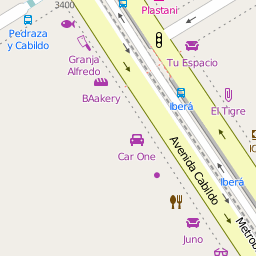 3400
Plastani
Pedraza
y Cabildo
Granja
Alfredo
Tu Espacio
BAakery
Iberá
El Tigre
Avenida Cabildo
Car One
Iberá
Juno